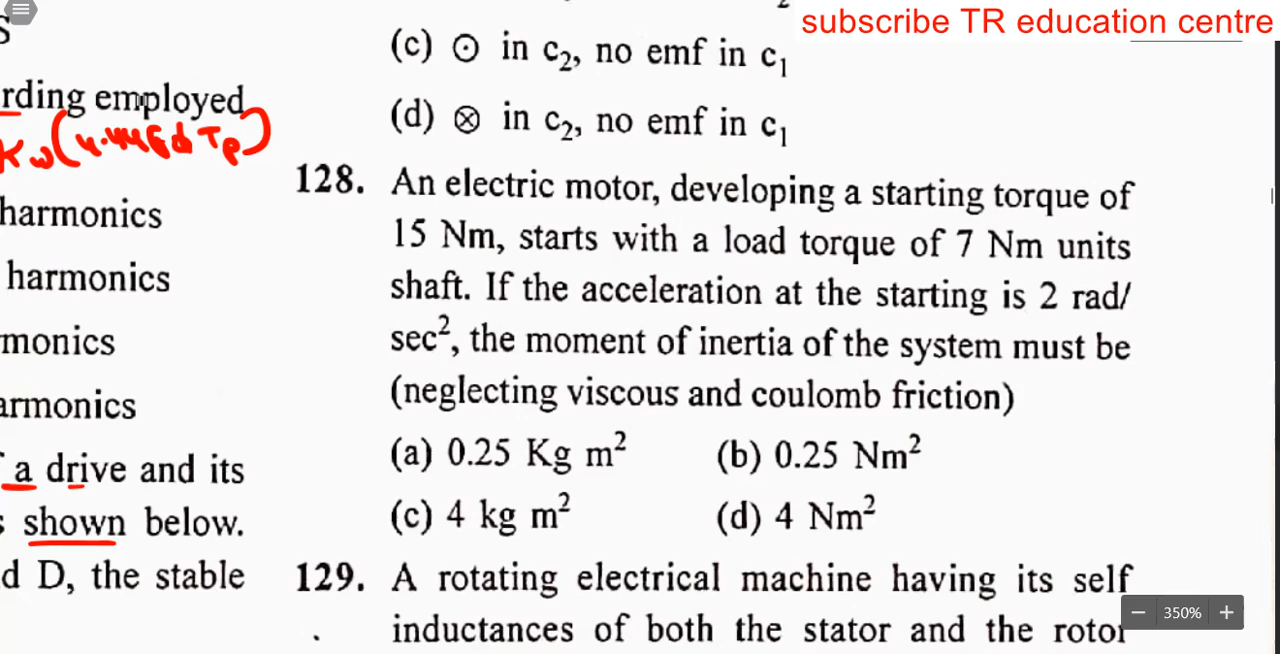 subscribe TR education centre
rding employed
harmonics
harmonics
monics
armonics
a drive and its
shown below.
d D, the stable
(c) ⊙ in c₂, no emf in c₁
(d) ⊗ in c₂, no emf in c₁
128. An electric motor, developing a starting torque of
15 Nm, starts with a load torque of 7 Nm units
shaft. If the acceleration at the starting is 2 rad/
sec², the moment of inertia of the system must be
(neglecting viscous and coulomb friction)
(a) 0.25 Kg m² (b) 0.25 Nm²
(c) 4 kg m² (d) 4 Nm²
129. A rotating electrical machine having its self
inductances of both the stator and the rotor
350%